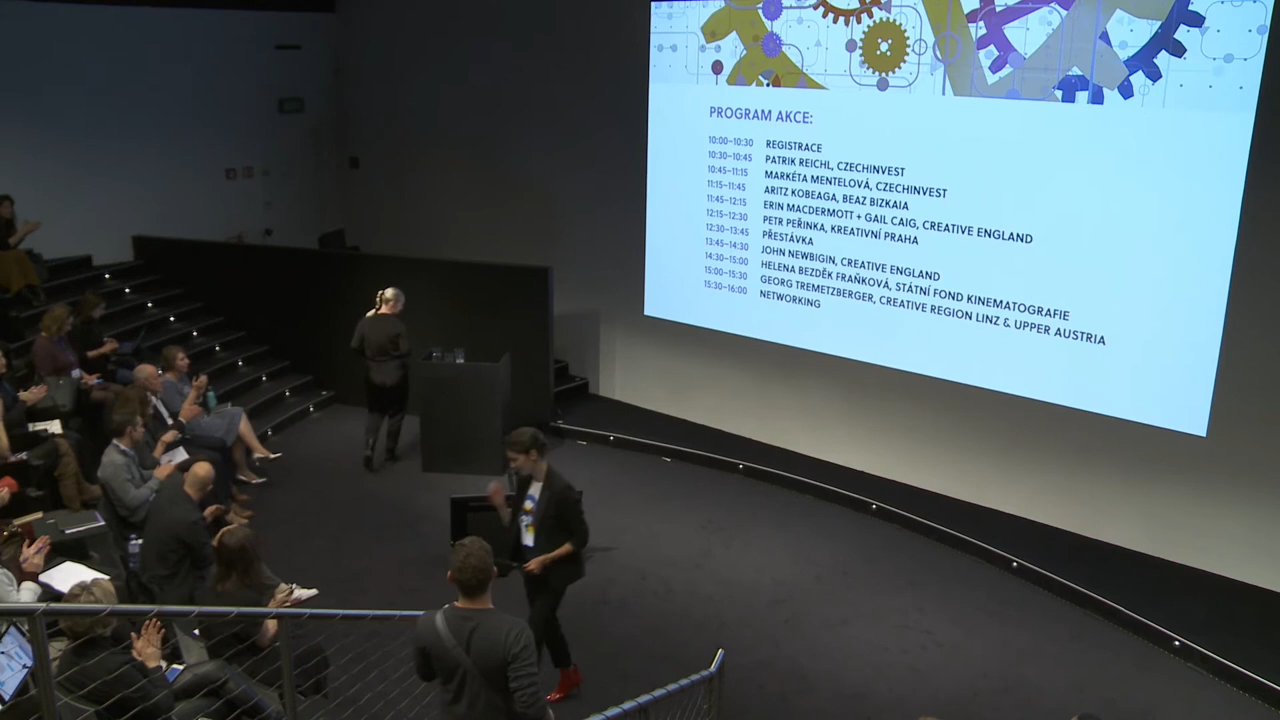 PROGRAM AKCE:
10:00–10:30 REGISTRACE
10:30–10:45 PATRIK REICHL, CZECHINVEST
10:45–11:15 MARKÉTA MENTELOVÁ, CZECHINVEST
11:15–11:45 ARITZ KOBEAGA, BEAZ BIZKAIA
11:45–12:15 ERIN MACDERMOTT + GAIL CAIG, CREATIVE ENGLAND
12:15–12:30 PETR PEŘINKA, KREATIVNÍ PRAHA
12:30–13:45 PŘESTÁVKA
13:45–14:30 JOHN NEWBIGIN, CREATIVE ENGLAND
14:30–15:00 HELENA BEZDĚK FRAŇKOVÁ, STÁTNÍ FOND KINEMATOGRAFIE
15:00–15:30 GEORG TREMETZBERGER, CREATIVE REGION LINZ & UPPER AUSTRIA
15:30–16:00 NETWORKING